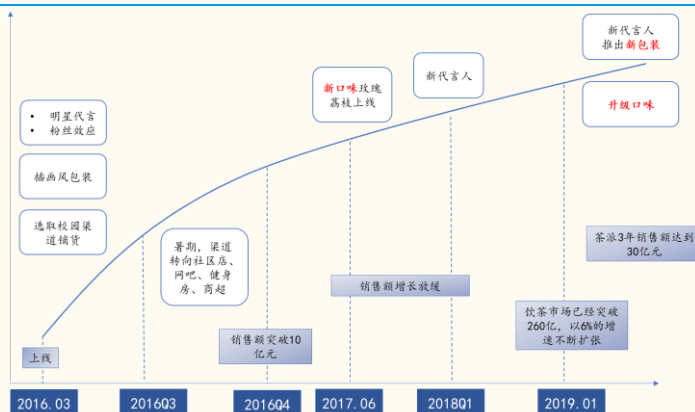 新代言人
推出新包装
新口味玫瑰
荔枝上线
新代言人
• 明星代言
• 粉丝效应
升级口味
插画风包装
选取校园渠
道铺货
暑期，渠道
转向社区店、
网吧、健身
房、商超
茶派3年销售额达到
30亿元
销售额增长放缓
饮茶市场已经突破
260亿，以6%的增
速不断扩张
销售额突破10
亿元
上线
2016.03
2016Q3
2016Q4
2017.06
2018Q1
2019.01